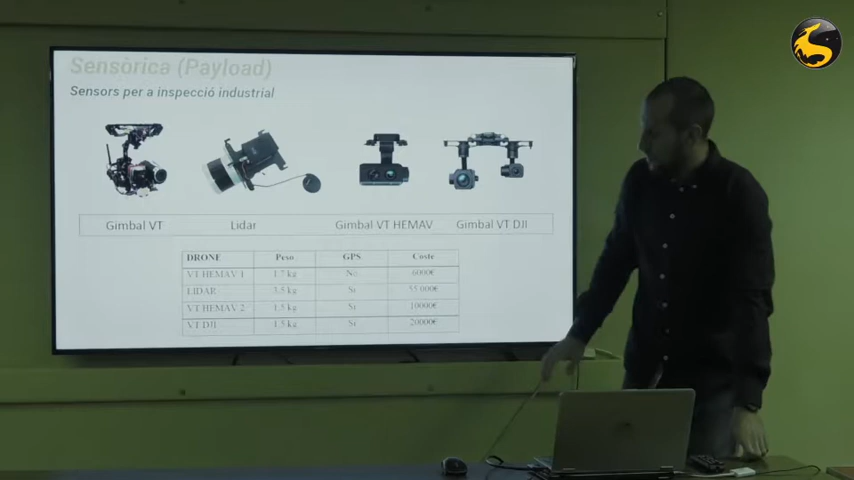 Sensòrica (Payload)
Sensors per a inspecció industrial
Gimbal VT Lidar Gimbal VT HEMAV Gimbal VT DJI
DRONE Peso GPS Coste
VT HEMAV 1 1.7 kg No 6000€
LIDAR 3.5 kg Si 55 000€
VT HEMAV 2 1.5 kg Si 10000€
VT DJI 1.5 kg Si 20000€